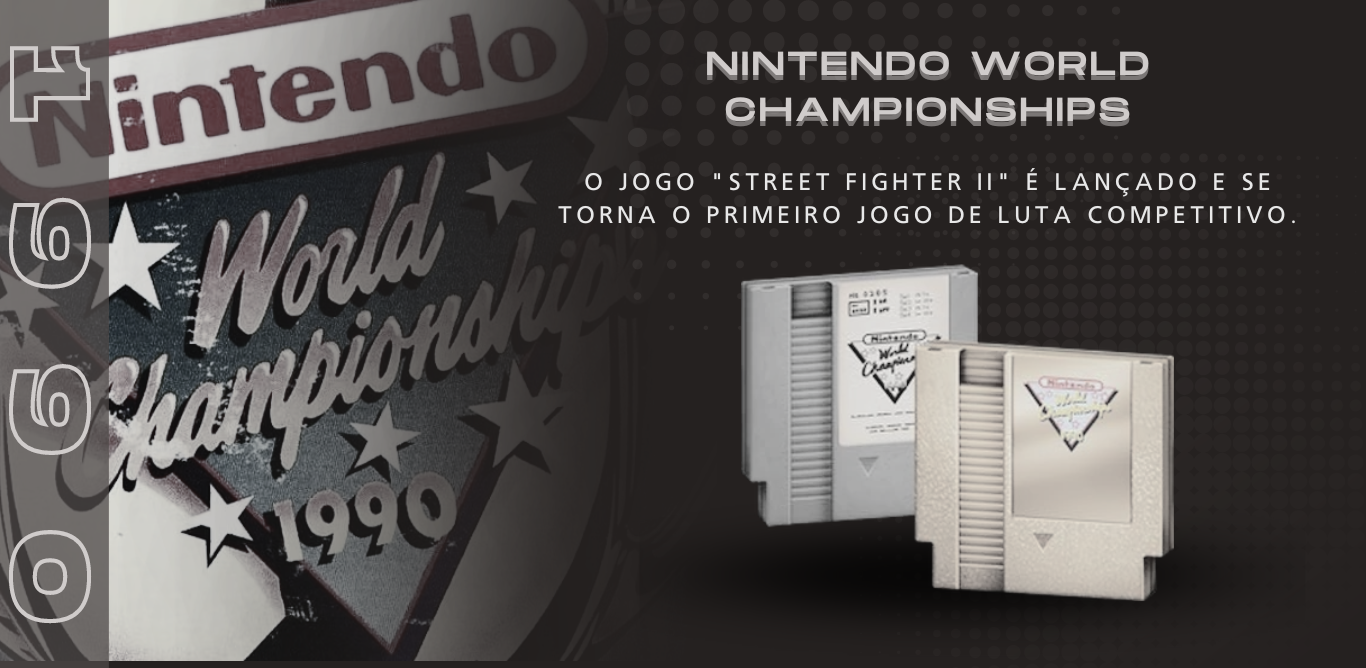 1990
Nintendo
World
Championships
1990
NINTENDO WORLD
CHAMPIONSHIPS
O JOGO "STREET FIGHTER II" É LANÇADO E SE
TORNA O PRIMEIRO JOGO DE LUTA COMPETITIVO.
Nintendo
World
Nintendo
World
Championships
1990